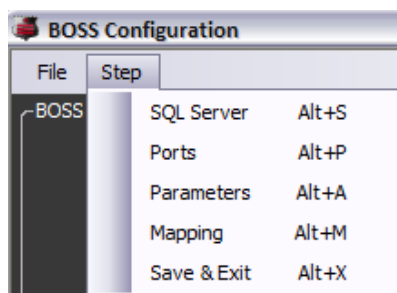 BOSS Configuration
File Step
BOSS
SQL Server Alt+S
Ports Alt+P
Parameters Alt+A
Mapping Alt+M
Save & Exit Alt+X